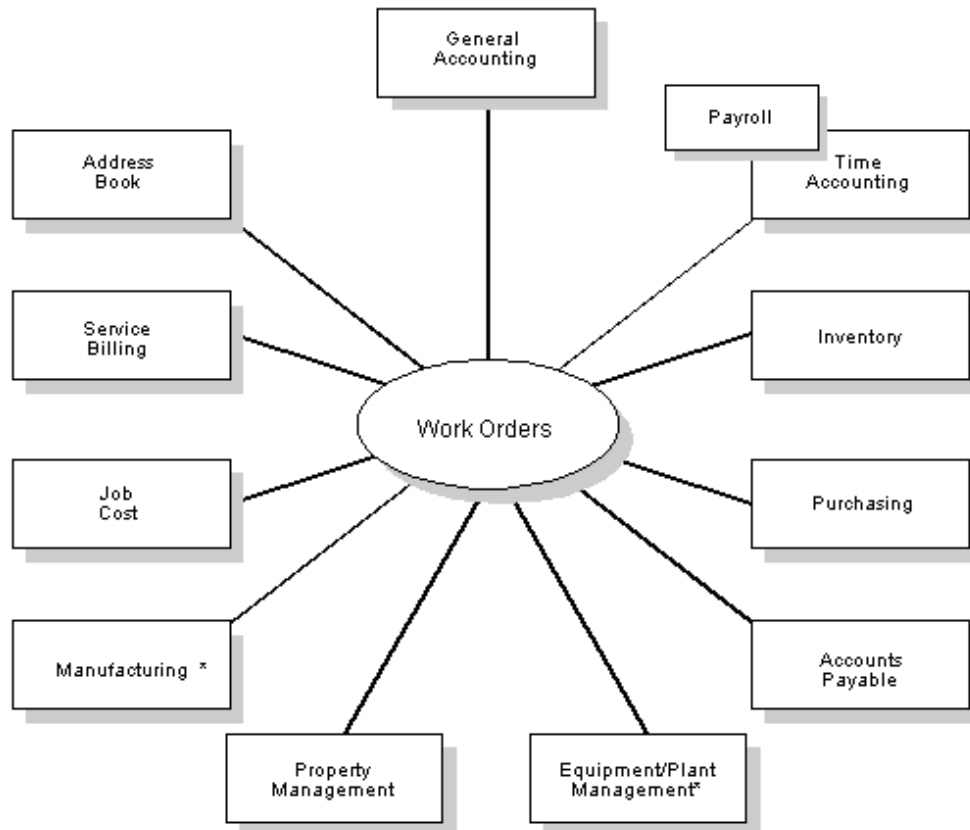 General
Accounting
Payroll
Address
Book
Time
Accounting
Service
Billing
Inventory
Work Orders
Job
Cost
Purchasing
Manufacturing *
Accounts
Payable
Property
Management
Equipment/Plant
Management*